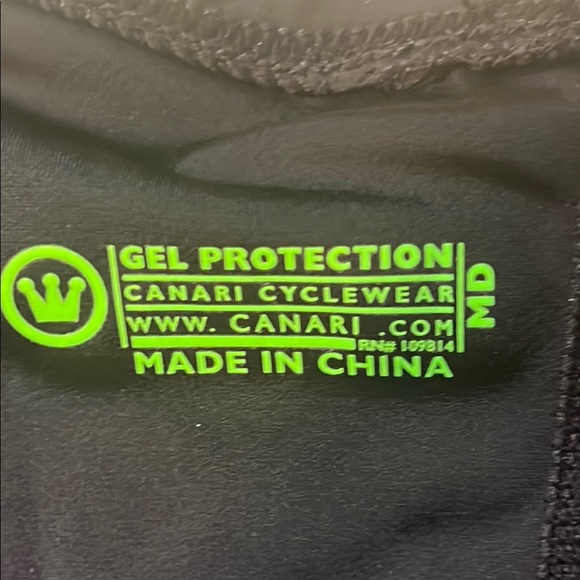 GEL PROTECTION
CANARI CYCLEWEAR
WWW. CANARI .COM
RN# 109814
MADE IN CHINA
MD